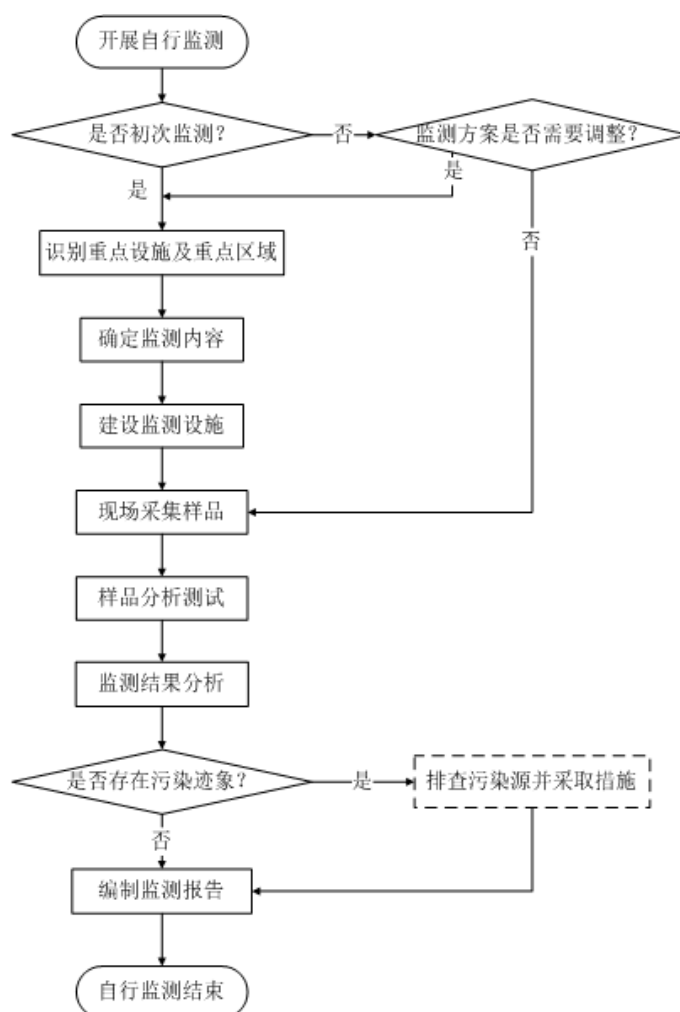 开展自行监测
是否初次监测？
否
监测方案是否需要调整？
是
是
否
识别重点设施及重点区域
确定监测内容
建设监测设施
现场采集样品
样品分析测试
监测结果分析
是否存在污染迹象？
是
排查污染源并采取措施
否
编制监测报告
自行监测结束